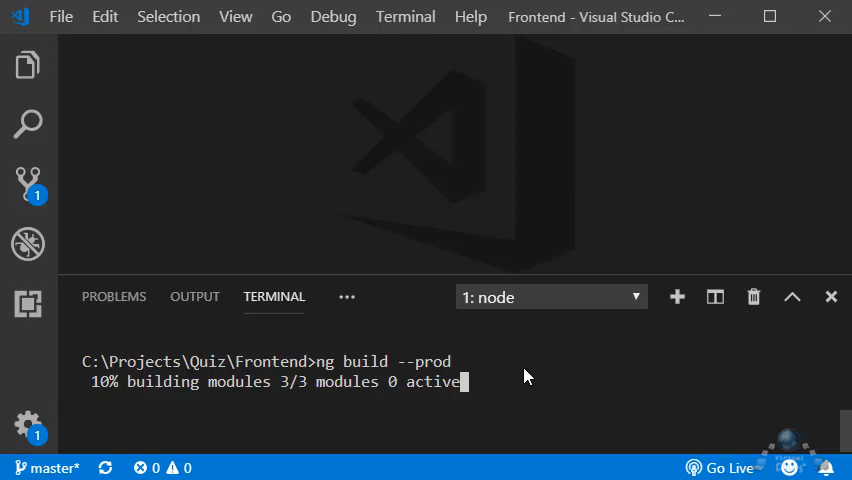 File Edit Selection View Go Debug Terminal Help Frontend - Visual Studio C...
1
PROBLEMS OUTPUT TERMINAL ••• 1: node
C:\Projects\Quiz\Frontend>ng build --prod
10% building modules 3/3 modules 0 active
1
master* 0 0 Go Live